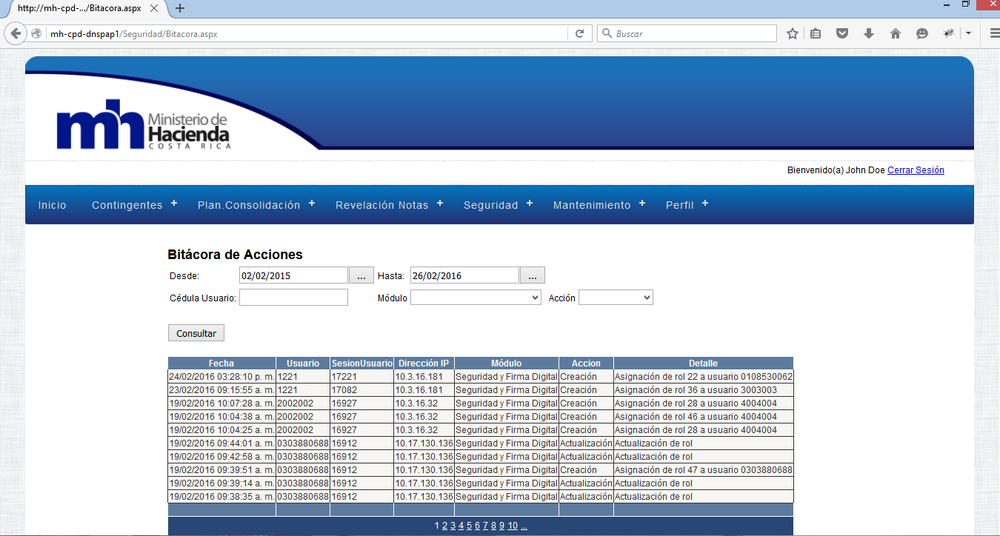 http://mh-cpd-.../Bitacora.aspx
mh-cpd-dnspap1/Seguridad/Bitacora.aspx
Buscar
mh Ministerio de
Hacienda
COSTA RICA
Bienvenido(a) John Doe Cerrar Sesión
Inicio Contingentes + Plan.Consolidación + Revelación Notas + Seguridad + Mantenimiento + Perfil +
Bitácora de Acciones
Desde: 02/02/2015 ... Hasta: 26/02/2016 ...
Cédula Usuario: Módulo Acción
Consultar
Fecha Usuario SesionUsuario Dirección IP Módulo Accion Detalle
24/02/2016 03:28:10 p. m. 1221 17221 10.3.16.181 Seguridad y Firma Digital Creación Asignación de rol 22 a usuario 0108530062
23/02/2016 09:15:55 a. m. 1221 17082 10.3.16.181 Seguridad y Firma Digital Creación Asignación de rol 36 a usuario 3003003
19/02/2016 10:07:28 a. m. 2002002 16927 10.3.16.32 Seguridad y Firma Digital Creación Asignación de rol 28 a usuario 4004004
19/02/2016 10:04:38 a. m. 2002002 16927 10.3.16.32 Seguridad y Firma Digital Creación Asignación de rol 46 a usuario 4004004
19/02/2016 10:04:25 a. m. 2002002 16927 10.3.16.32 Seguridad y Firma Digital Creación Asignación de rol 28 a usuario 4004004
19/02/2016 09:44:01 a. m. 0303880688 16912 10.17.130.136 Seguridad y Firma Digital Actualización Actualización de rol
19/02/2016 09:42:58 a. m. 0303880688 16912 10.17.130.136 Seguridad y Firma Digital Actualización Actualización de rol
19/02/2016 09:39:51 a. m. 0303880688 16912 10.17.130.136 Seguridad y Firma Digital Creación Asignación de rol 47 a usuario 0303880688
19/02/2016 09:39:14 a. m. 0303880688 16912 10.17.130.136 Seguridad y Firma Digital Actualización Actualización de rol
19/02/2016 09:38:35 a. m. 0303880688 16912 10.17.130.136 Seguridad y Firma Digital Actualización Actualización de rol
1 2 3 4 5 6 7 8 9 10 ...